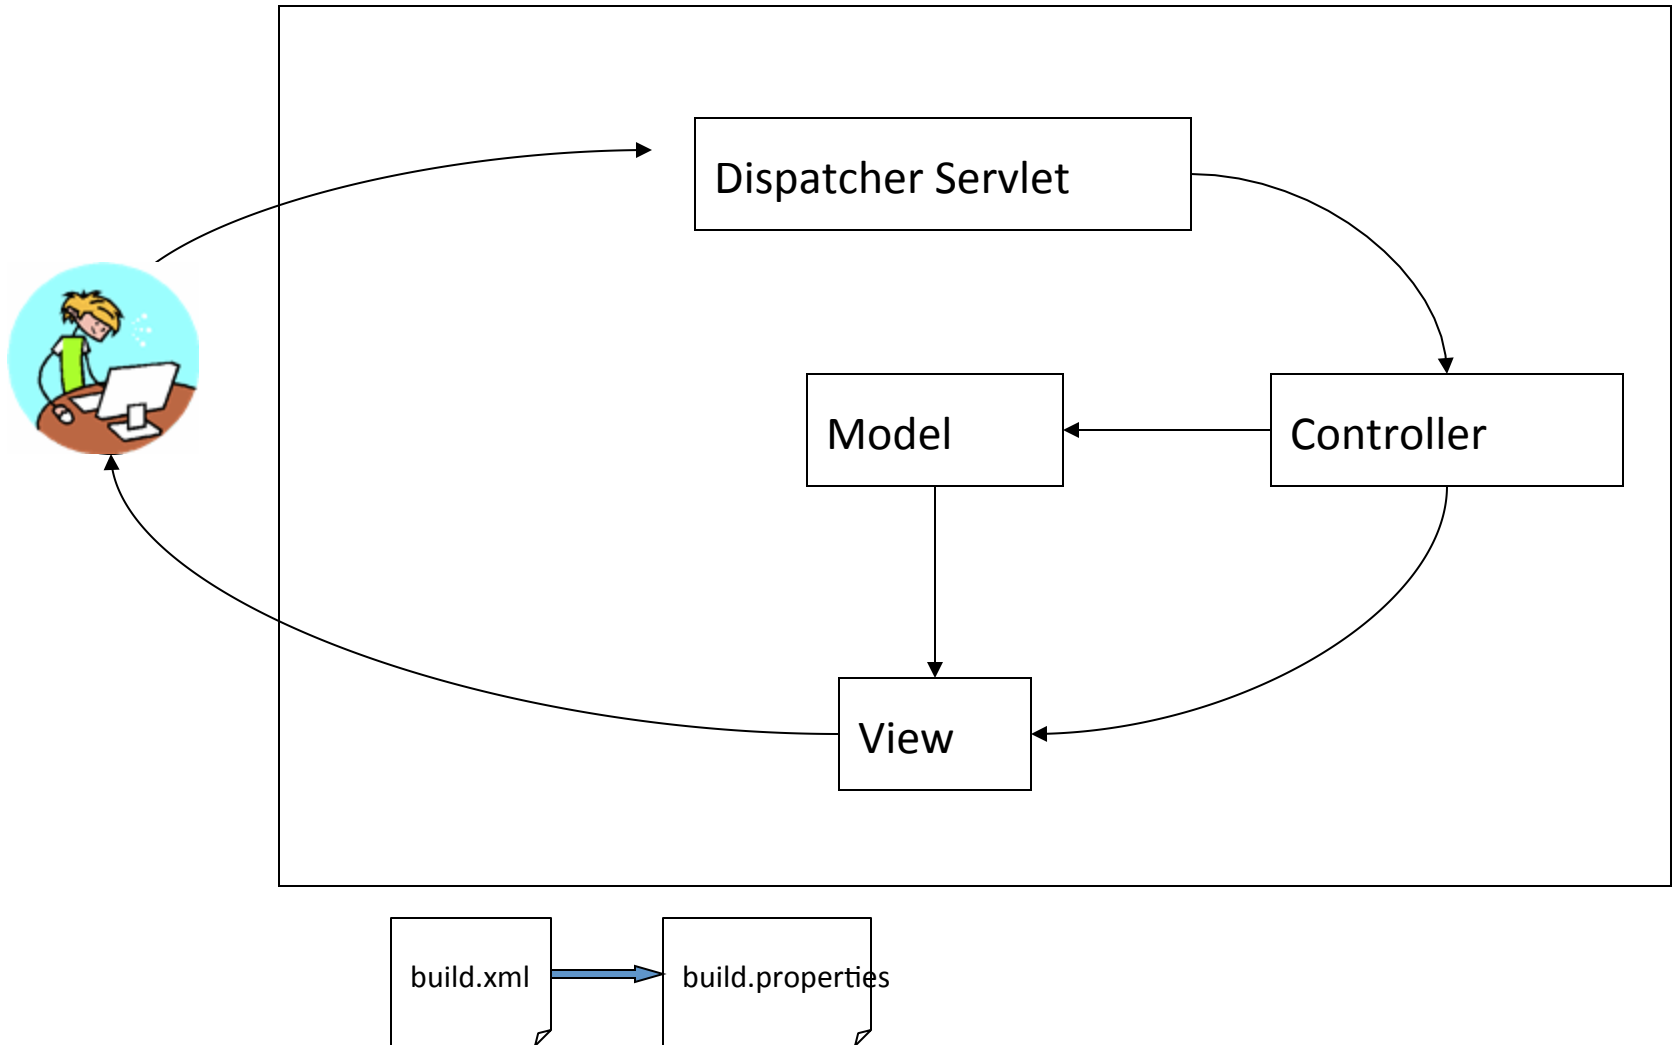 Dispatcher Servlet
Model
Controller
View
build.xml
build.properties